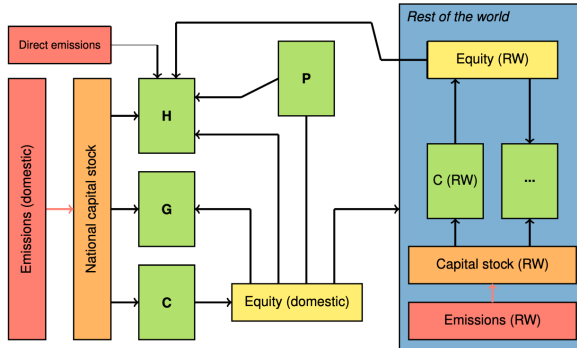 Rest of the world
Direct emissions
Equity (RW)
P
H
Emissions (domestic)
National capital stock
C (RW)
...
G
Capital stock (RW)
C
Equity (domestic)
Emissions (RW)